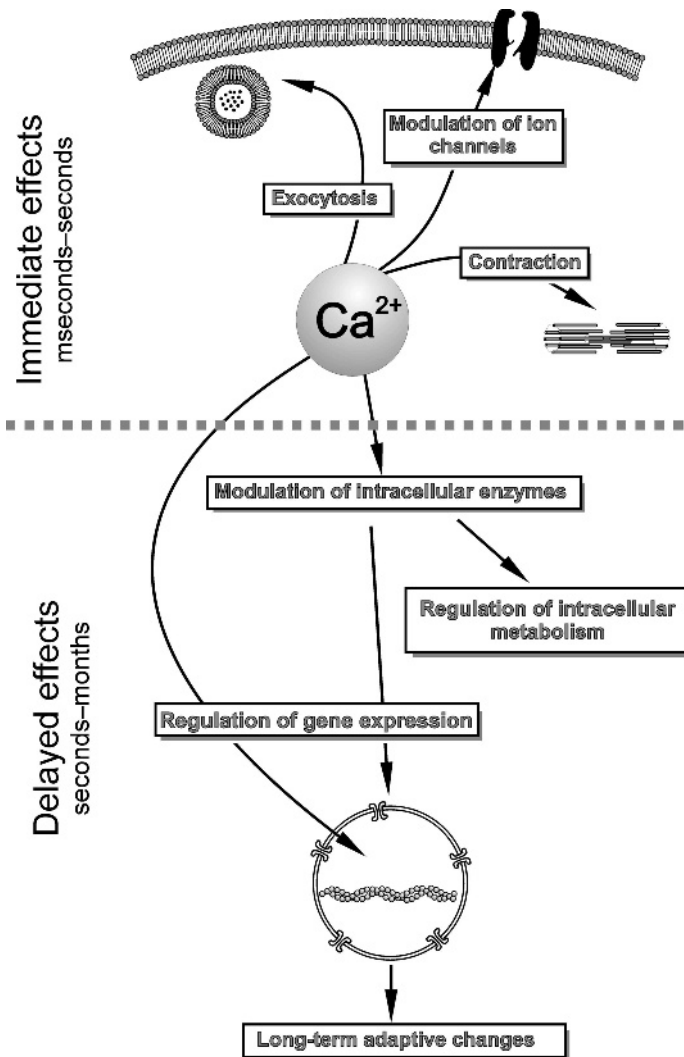 Immediate effects
mseconds–seconds
Modulation of ion
channels
Exocytosis
Contraction
Ca2+
Delayed effects
seconds–months
Modulation of intracellular enzymes
Regulation of intracellular
metabolism
Regulation of gene expression
Long-term adaptive changes